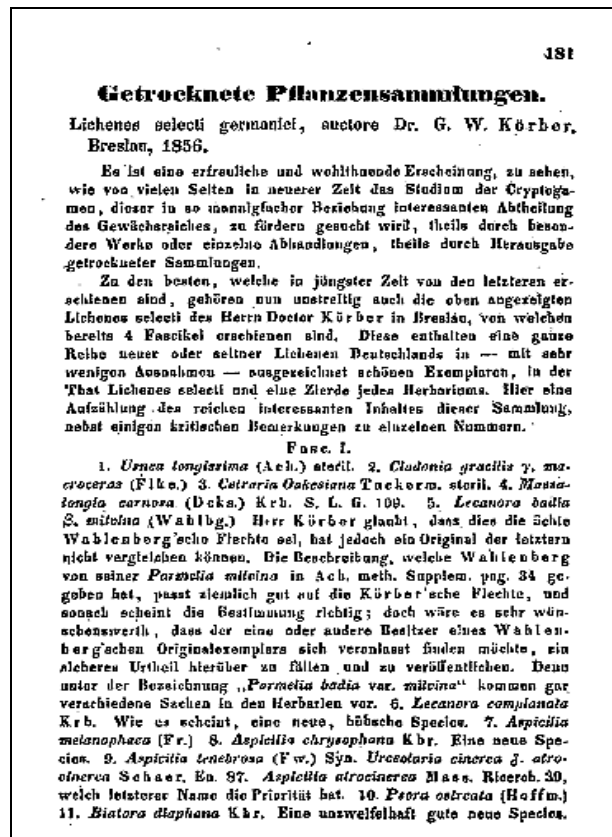 181
Getrocknete Pflanzensammlungen.
Lichenes selecti germanici, auctore Dr. G. W. Körber.
Breslau, 1856.
Es ist eine erfreuliche und wohlthuende Erscheinung, zu sehen,
wie von vielen Seiten in neuerer Zeit das Studium der Cryptoga-
men, dieser in so mannigfacher Beziehung interessanten Abtheilung
des Gewächsreiches, zu fördern gesucht wird, theils durch beson-
dere Werke oder einzelne Abhandlungen, theils durch Herausgabe
getrockneter Sammlungen.
Zu den besten, welche in jüngster Zeit von den letzteren er-
schienen sind, gehören nun unstreitig auch die oben angezeigten
Lichenes selecti des Herrn Doctor Körber in Breslau, von welchen
bereits 4 Fascikel erschienen sind. Diese enthalten eine ganze
Reihe neuer oder seltner Lichenen Deutschlands in — mit sehr
wenigen Ausnahmen — ausgezeichnet schönen Exemplaren, in der
That Lichenes selecti und eine Zierde jedes Herbariums. Hier eine
Aufzählung des reichen interessanten Inhaltes dieser Sammlung,
nebst einigen kritischen Bemerkungen zu einzelnen Nummern.
Fasc. I.
1. Usnea longissima (Ach.) steril. 2. Cladonia gracilis γ. ma-
croceras (Flke.) 3. Cetraria Oakesiana Tuckerm. steril. 4. Massa-
longia carnosa (Dcks.) Krb. S. L. G. 109. 5. Lecanora badia
β. milvina (Wahlbg.) Herr Körber glaubt, dass dies die ächte
Wahlenberg'sche Flechte sei, hat jedoch ein Original der letztern
nicht vergleichen können. Die Beschreibung, welche Wahlenberg
von seiner Parmelia milvina in Ach. meth. Supplem. pag. 34 ge-
geben hat, passt ziemlich gut auf die Körber'sche Flechte, und
sonach scheint die Bestimmung richtig; doch wäre es sehr wün-
schenswerth, dass der eine oder andere Besitzer eines Wahlen-
berg'schen Originalexemplars sich veranlasst finden möchte, ein
sicheres Urtheil hierüber zu fällen und zu veröffentlichen. Denn
unter der Bezeichnung „Parmelia badia var. milvina“ kommen gar
verschiedene Sachen in den Herbarien vor. 6. Lecanora complanata
Krb. Wie es scheint, eine neue, hübsche Species. 7. Aspicilia
melanophaea (Fr.) 8. Aspicilia chrysophana Kbr. Eine neue Spe-
cies. 9. Aspicilia tenebrosa (Fw.) Syn. Urceolaria cinerea j. atro-
cinerea Schaer. En. 87. Aspicilia atrocinerea Mass. Ricerch. 39,
welch letzterer Name die Priorität hat. 10. Psora ostreata (Hoffm.)
11. Biatora diaphana Kbr. Eine unzweifelhaft gute neue Species.